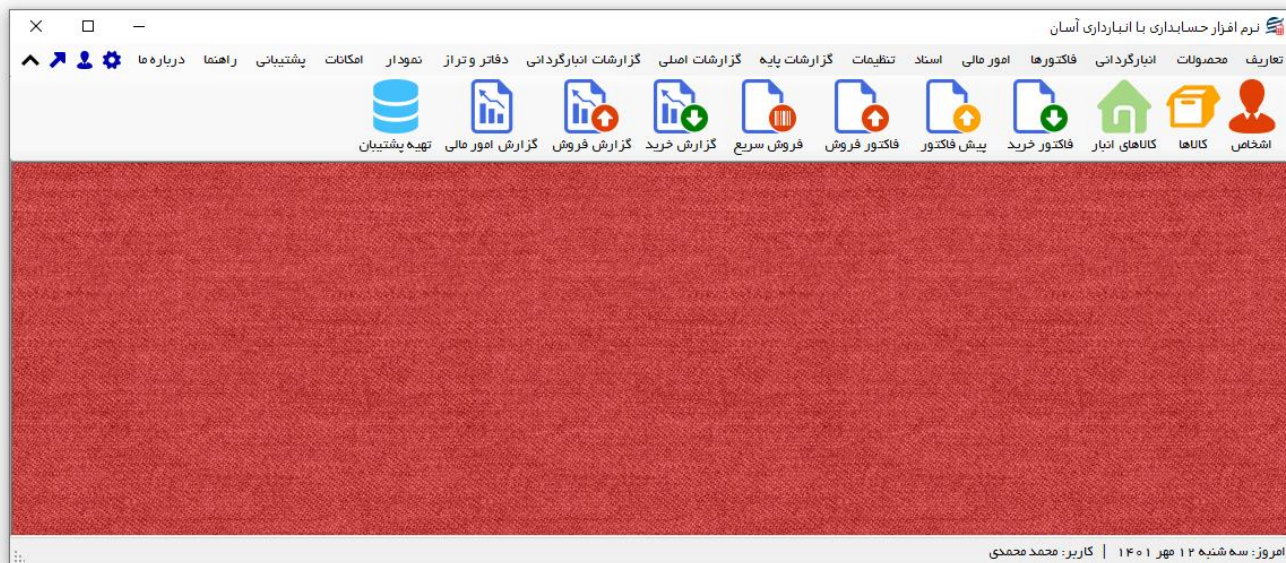 نرم افزار حسابداری با انبارداری آسان
تعاریف محصولات انبارگردانی فاکتورها امور مالی اسناد تنظیمات گزارشات پایه گزارشات اصلی گزارشات انبارگردانی دفاتر و تراز نمودار امکانات پشتیبانی راهنما درباره ما
اشخاص کالاها کالاهای انبار فاکتور خرید پیش فاکتور فاکتور فروش فروش سریع گزارش خرید گزارش فروش گزارش امور مالی تهیه پشتیبان
امروز: سه شنبه ۱۲ مهر ۱۴۰۱ | کاربر: محمد محمدی